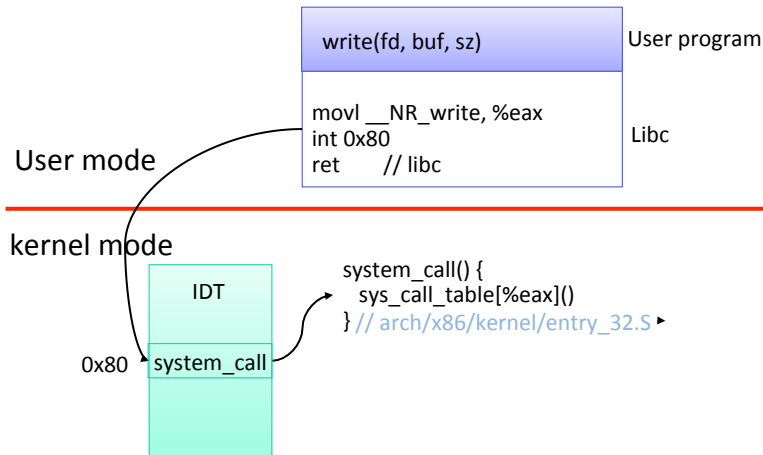 write(fd, buf, sz)
User program
movl __NR_write, %eax
int 0x80
ret // libc
Libc
User mode
kernel mode
IDT
0x80
system_call
system_call() {
sys_call_table[%eax]()
} // arch/x86/kernel/entry_32.S